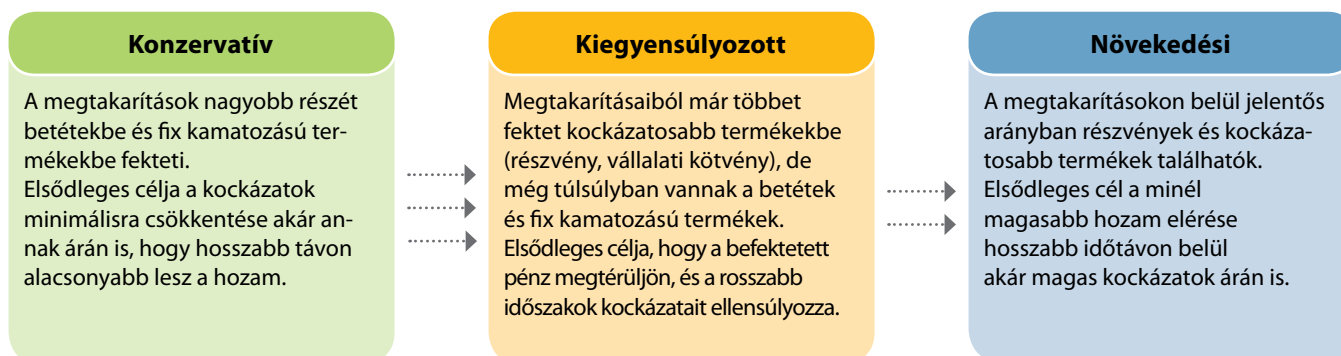 Konzervatív
A megtakarítások nagyobb részét
betétekbe és fix kamatozású ter-
mékekbe fekteti.
Elsődleges célja a kockázatok
minimálisra csökkentése akár an-
nak árán is, hogy hosszabb távon
alacsonyabb lesz a hozam.
Kiegyensúlyozott
Megtakarításaiból már többet
fektet kockázatosabb termékekbe
(részvény, vállalati kötvény), de
még túlsúlyban vannak a betétek
és fix kamatozású termékek.
Elsődleges célja, hogy a befektetett
pénz megtérüljön, és a rosszabb
időszakok kockázatait ellensúlyozza.
Növekedési
A megtakarításokon belül jelentős
arányban részvények és kockáza-
tosabb termékek találhatók.
Elsődleges cél a minél
magasabb hozam elérése
hosszabb időtávon belül
akár magas kockázatok árán is.